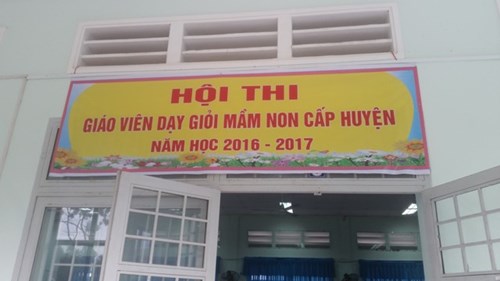 HỘI THI
GIÁO VIÊN DẠY GIỎI MẦM NON CẤP HUYỆN
NĂM HỌC 2016 - 2017